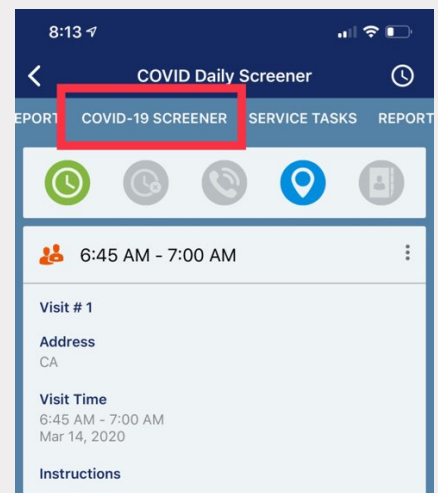 8:13
COVID Daily Screener
EPORT COVID-19 SCREENER SERVICE TASKS REPORT
6:45 AM - 7:00 AM
Visit # 1
Address
CA
Visit Time
6:45 AM - 7:00 AM
Mar 14, 2020
Instructions